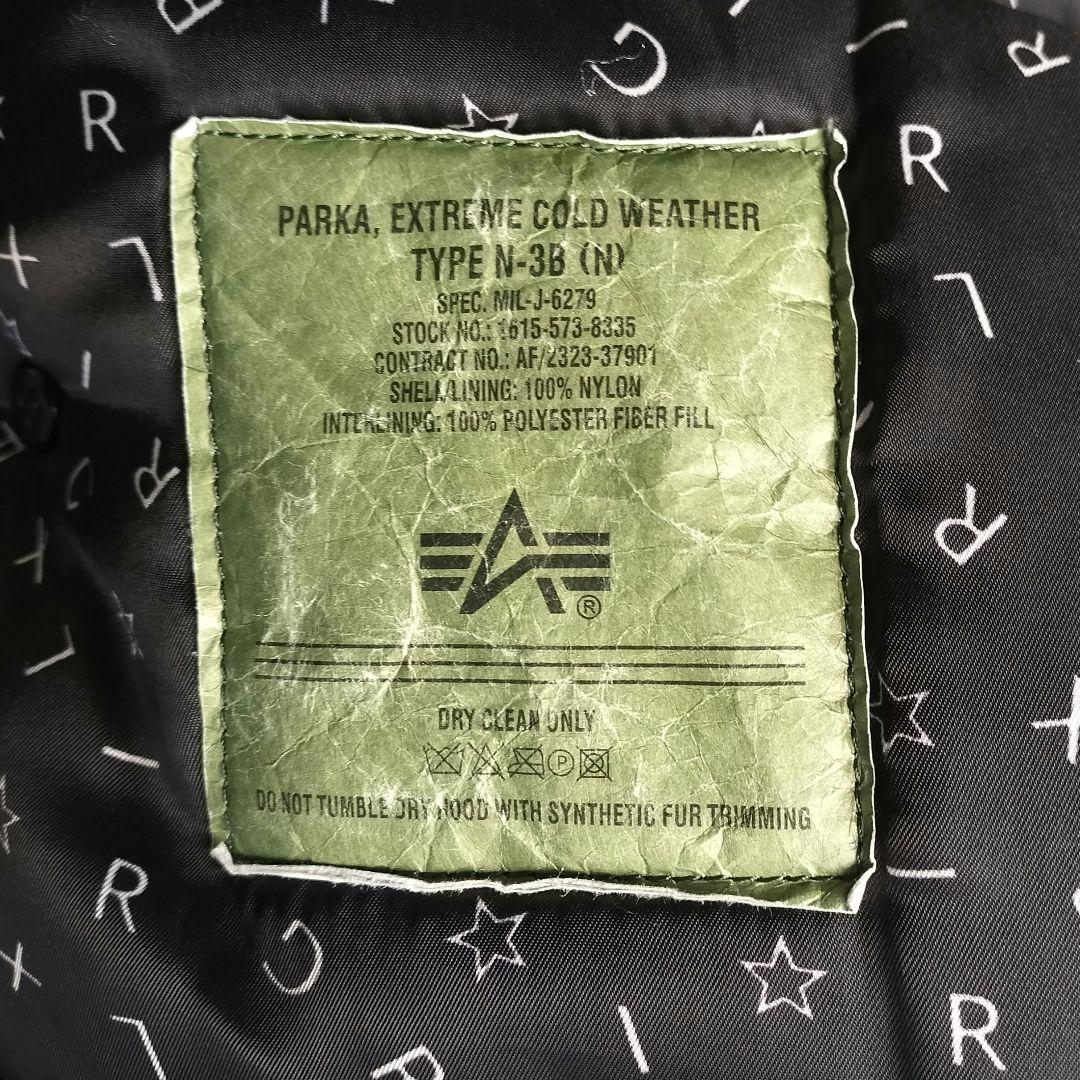 PARKA, EXTREME COLD WEATHER
TYPE N-3B (N)
SPEC. MIL-J-6279
STOCK NO.: 1615-573-8335
CONTRACT NO.: AF/2323-37901
SHELL/LINING: 100% NYLON
INTERLINING: 100% POLYESTER FIBER FILL
®
DRY CLEAN ONLY
P
DO NOT TUMBLE DRY HOOD WITH SYNTHETIC FUR TRIMMING